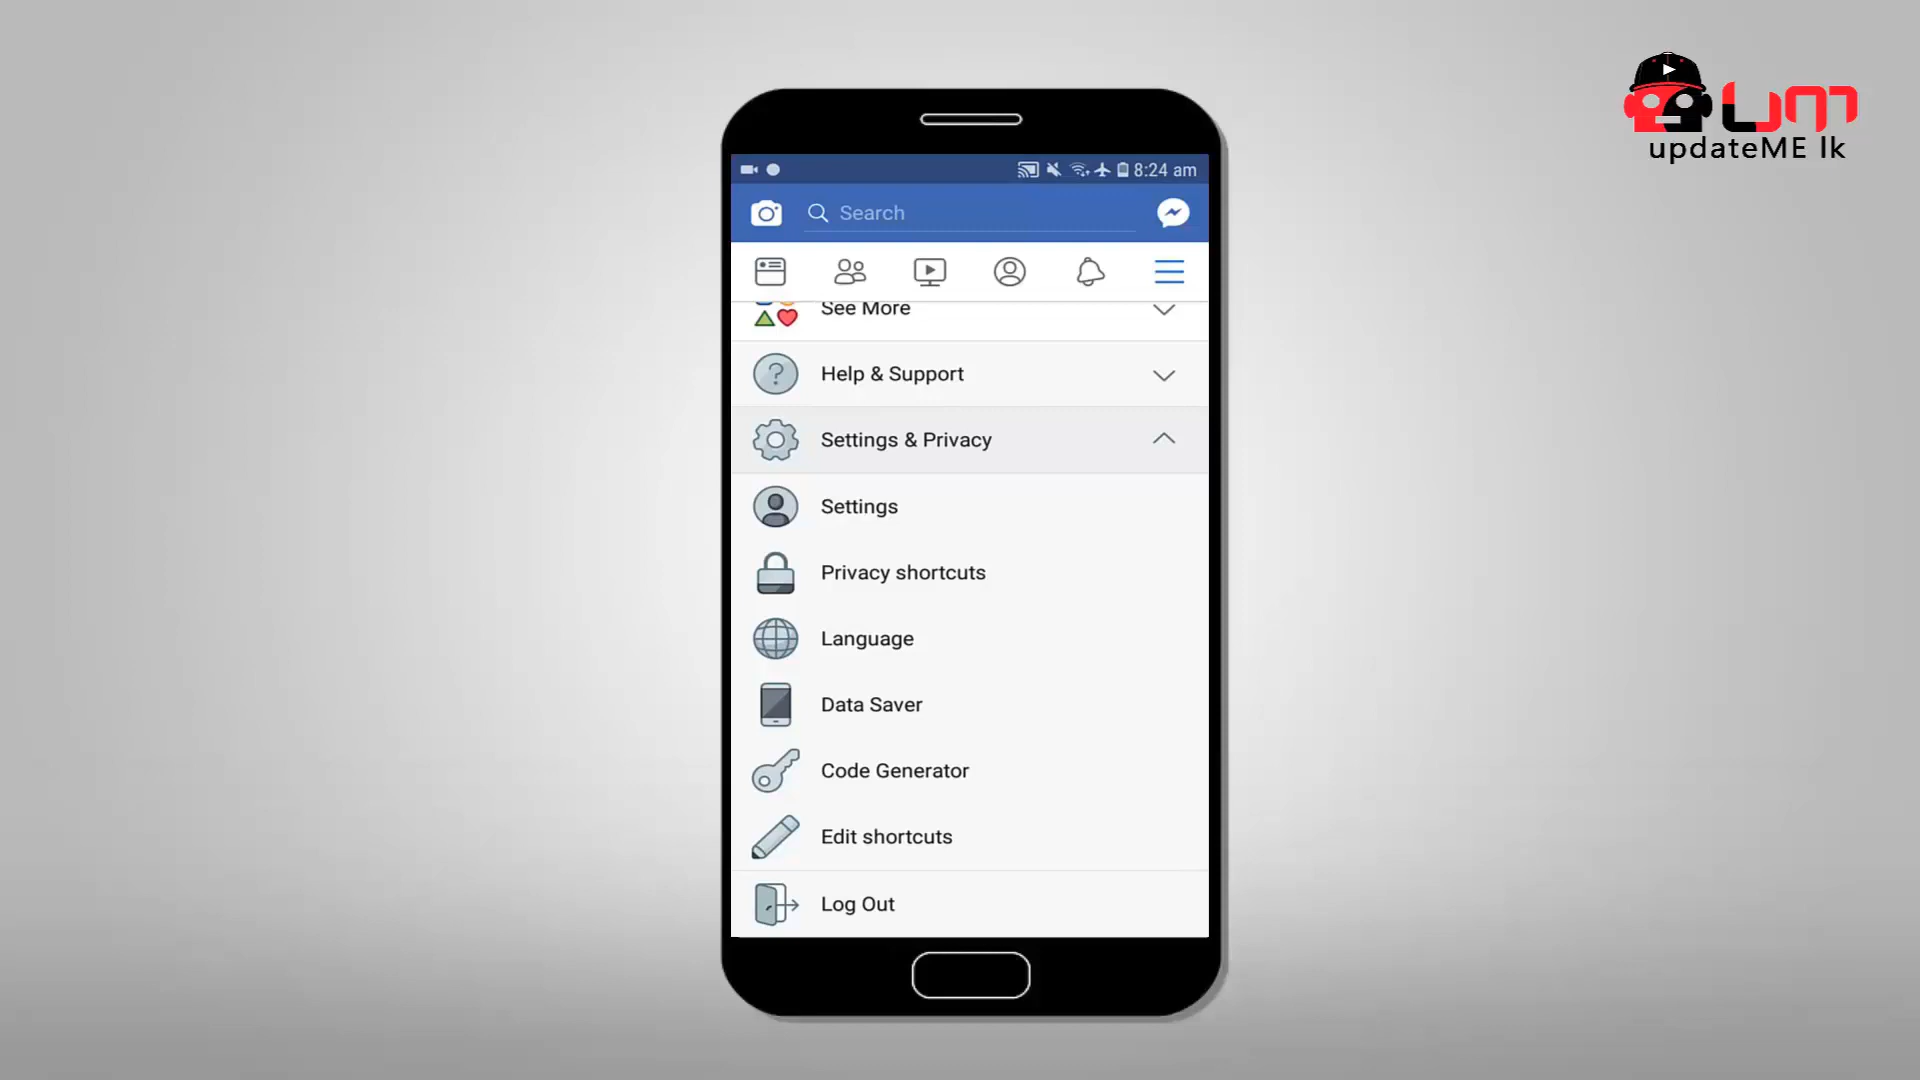 updateME lk
8:24 am
Search
See More
Help & Support
Settings & Privacy
Settings
Privacy shortcuts
Language
Data Saver
Code Generator
Edit shortcuts
Log Out